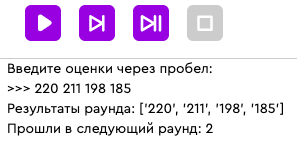 Введите оценки через пробел:
>>> 220 211 198 185
Результаты раунда: ['220', '211', '198', '185']
Прошли в следующий раунд: 2